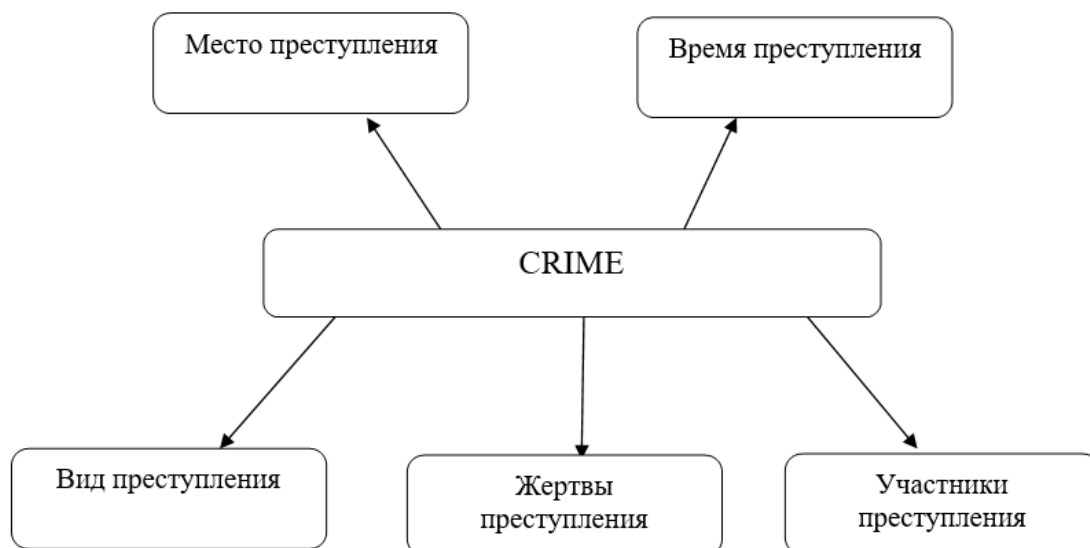 Место преступления
Время преступления
CRIME
Вид преступления
Жертвы
преступления
Участники
преступления